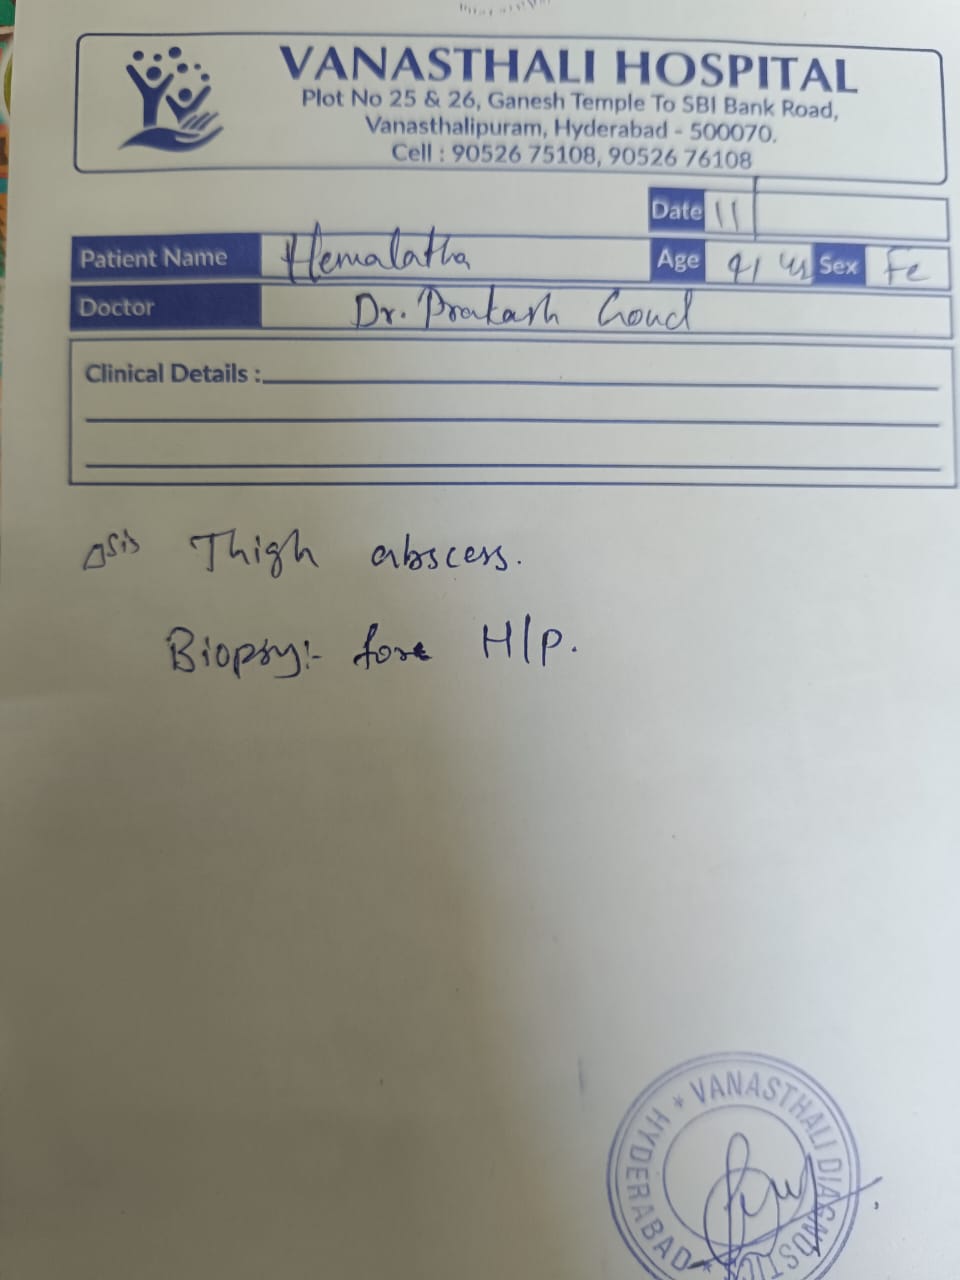 VANASTHALI HOSPITAL
Plot No 25 & 26, Ganesh Temple To SBI Bank Road,
Vanasthalipuram, Hyderabad - 500070.
Cell : 90526 75108, 90526 76108
Date 11
Patient Name Hemalatha Age 41 Ys Sex Fe
Doctor Dr. Prakash Goud
Clinical Details :
Δsis Thigh abscess.
Biopsy:- for H/P.
VANASTHALI DIAGNOSTIC
HYDERABAD